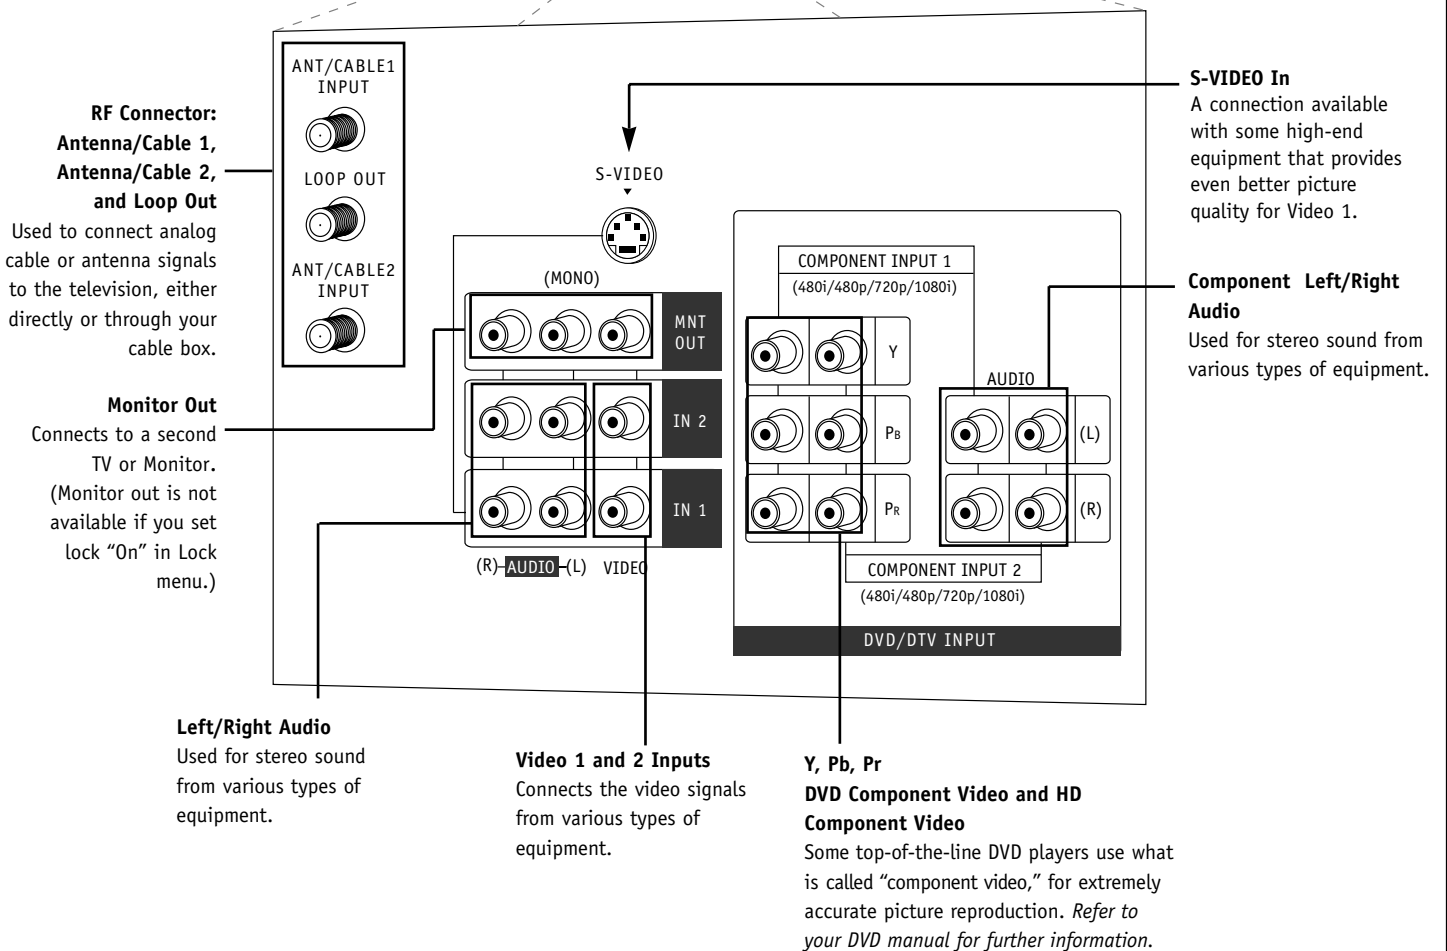 RF Connector:
Antenna/Cable 1,
Antenna/Cable 2,
and Loop Out
Used to connect analog
cable or antenna signals
to the television, either
directly or through your
cable box.
Monitor Out
Connects to a second
TV or Monitor.
(Monitor out is not
available if you set
lock “On” in Lock
menu.)
ANT/CABLE1
INPUT
LOOP OUT
ANT/CABLE2
INPUT
S-VIDEO
(MONO)
MNT
OUT
IN 2
IN 1
(R) AUDIO (L) VIDEO
COMPONENT INPUT 1
(480i/480p/720p/1080i)
Y
PB
PR
AUDIO
(L)
(R)
COMPONENT INPUT 2
(480i/480p/720p/1080i)
DVD/DTV INPUT
S-VIDEO In
A connection available
with some high-end
equipment that provides
even better picture
quality for Video 1.
Component Left/Right
Audio
Used for stereo sound from
various types of equipment.
Left/Right Audio
Used for stereo sound
from various types of
equipment.
Video 1 and 2 Inputs
Connects the video signals
from various types of
equipment.
Y, Pb, Pr
DVD Component Video and HD
Component Video
Some top-of-the-line DVD players use what
is called “component video,” for extremely
accurate picture reproduction. Refer to
your DVD manual for further information.